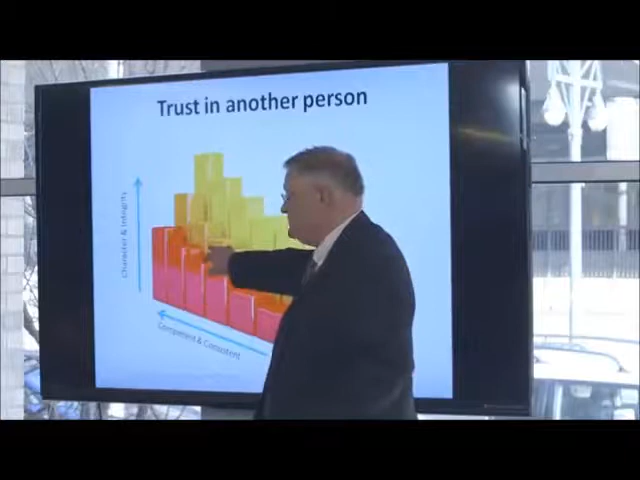 Trust in another person
Character & Integrity
Competent & Consistent